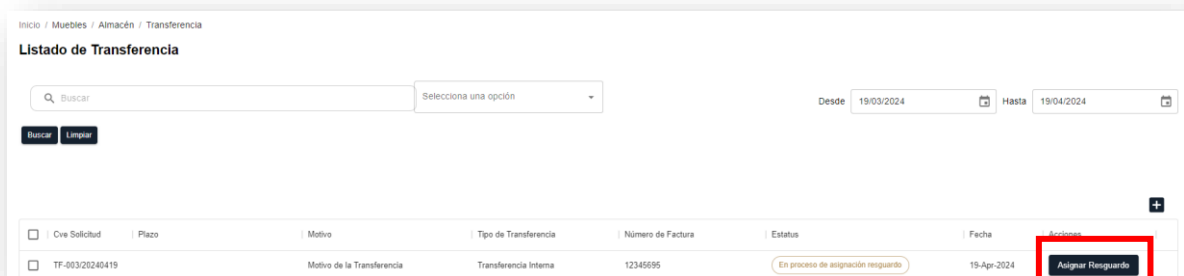 Inicio / Muebles / Almacén / Transferencia
Listado de Transferencia
Buscar
Selecciona una opción
Desde 19/03/2024 Hasta 19/04/2024
Buscar Limpiar
Cve Solicitud Plazo Motivo Tipo de Transferencia Número de Factura Estatus Fecha Acciones
TF-003/20240419 Motivo de la Transferencia Transferencia Interna 12345695 En proceso de asignación resguardo 19-Apr-2024 Asignar Resguardo